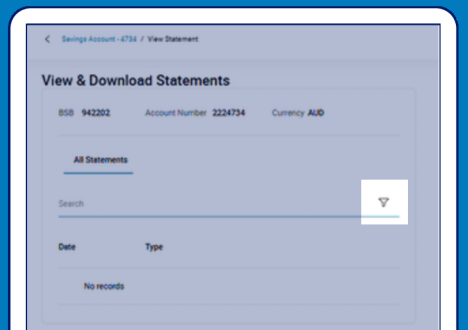 Savings Account - 4734 / View Statement
View & Download Statements
BSB 942202 Account Number 2224734 Currency AUD
All Statements
Search
Date Type
No records